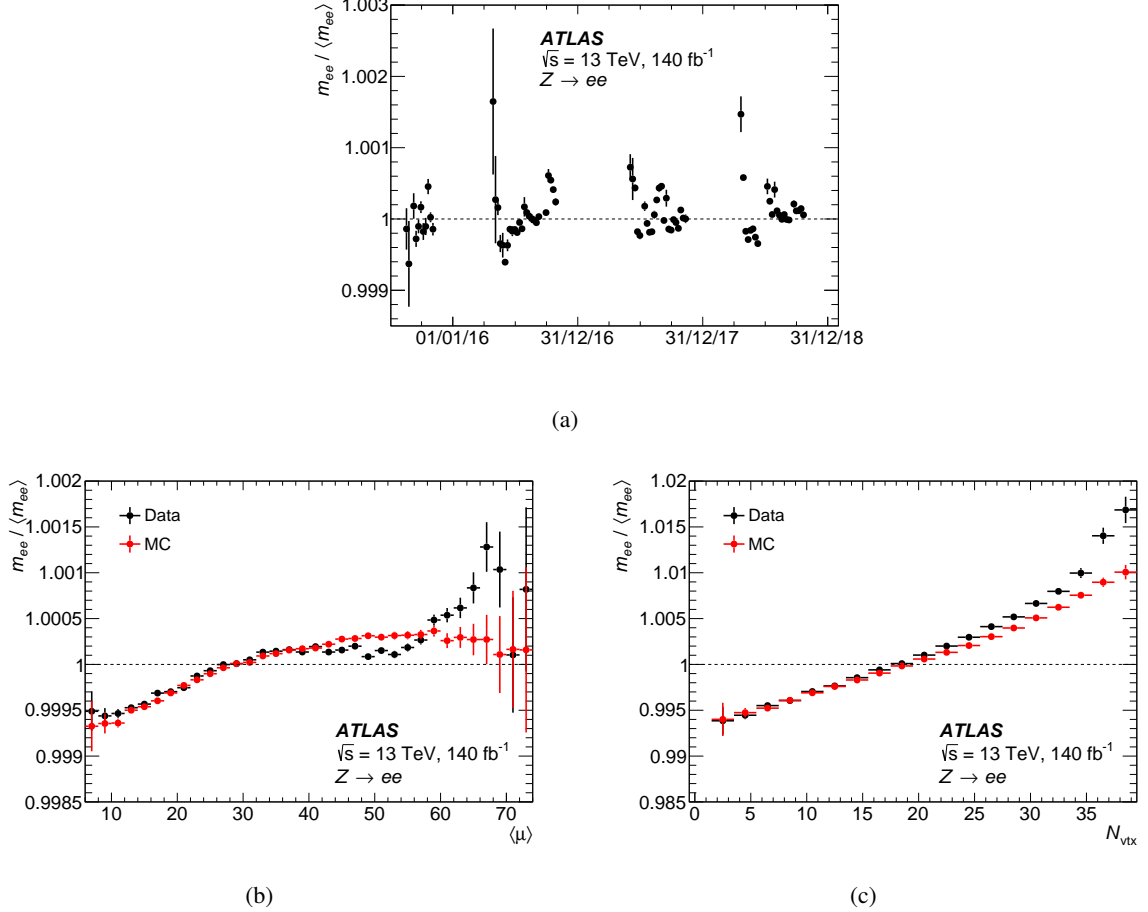 m_ee / ⟨m_ee⟩
1.003
1.002
1.001
1
0.999
ATLAS
√s = 13 TeV, 140 fb⁻¹
Z → ee
01/01/16 31/12/16 31/12/17 31/12/18
(a)
m_ee / ⟨m_ee⟩
1.002
1.0015
1.001
1.0005
1
0.9995
0.999
0.9985
Data
MC
ATLAS
√s = 13 TeV, 140 fb⁻¹
Z → ee
10 20 30 40 50 60 70
⟨μ⟩
(b)
m_ee / ⟨m_ee⟩
1.02
1.015
1.01
1.005
1
0.995
0.99
0.985
Data
MC
ATLAS
√s = 13 TeV, 140 fb⁻¹
Z → ee
0 5 10 15 20 25 30 35
N_vtx
(c)